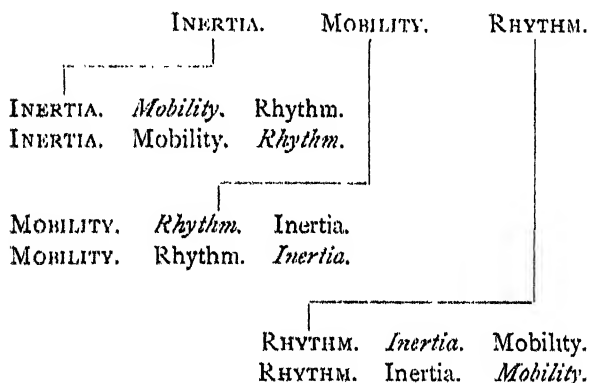 INERTIA. MOBILITY. RHYTHM.
INERTIA. Mobility. Rhythm.
INERTIA. Mobility. Rhythm.
MOBILITY. Rhythm. Inertia.
MOBILITY. Rhythm. Inertia.
RHYTHM. Inertia. Mobility.
RHYTHM. Inertia. Mobility.